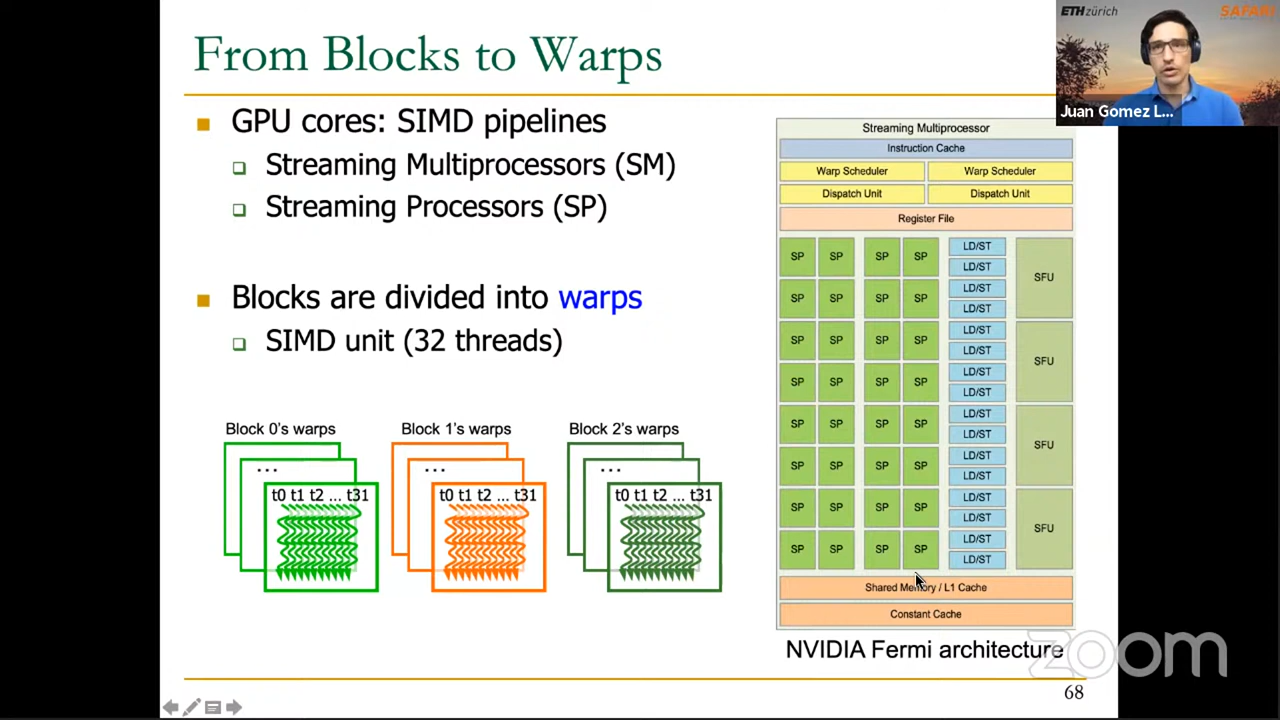 From Blocks to Warps
GPU cores: SIMD pipelines
Streaming Multiprocessors (SM)
Streaming Processors (SP)
Blocks are divided into warps
SIMD unit (32 threads)
Block 0's warps
Block 1's warps
Block 2's warps
...
...
...
t0 t1 t2 ... t31
t0 t1 t2 ... t31
t0 t1 t2 ... t31
ETH zürich
SAFARI
Juan Gomez L...
Streaming Multiprocessor
Instruction Cache
Warp Scheduler Warp Scheduler
Dispatch Unit Dispatch Unit
Register File
SP SP SP SP LD/ST
LD/ST
SFU
SP SP SP SP LD/ST
LD/ST
SP SP SP SP LD/ST
LD/ST
SFU
SP SP SP SP LD/ST
LD/ST
SP SP SP SP LD/ST
LD/ST
SFU
SP SP SP SP LD/ST
LD/ST
SP SP SP SP LD/ST
LD/ST
SFU
SP SP SP SP LD/ST
LD/ST
Shared Memory / L1 Cache
Constant Cache
NVIDIA Fermi architecture
zoom
68